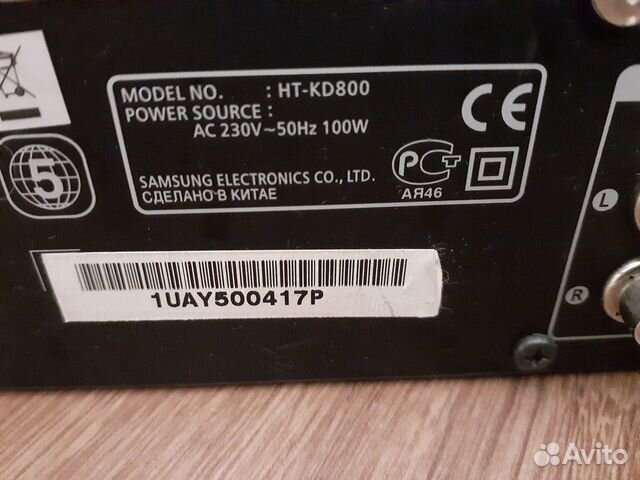 MODEL NO. : HT-KD800
POWER SOURCE :
AC 230V~50Hz 100W
SAMSUNG ELECTRONICS CO., LTD.
СДЕЛАНО В КИТАЕ
CE
РСТ
АЯ46
5
L
R
1UAY500417P
Avito